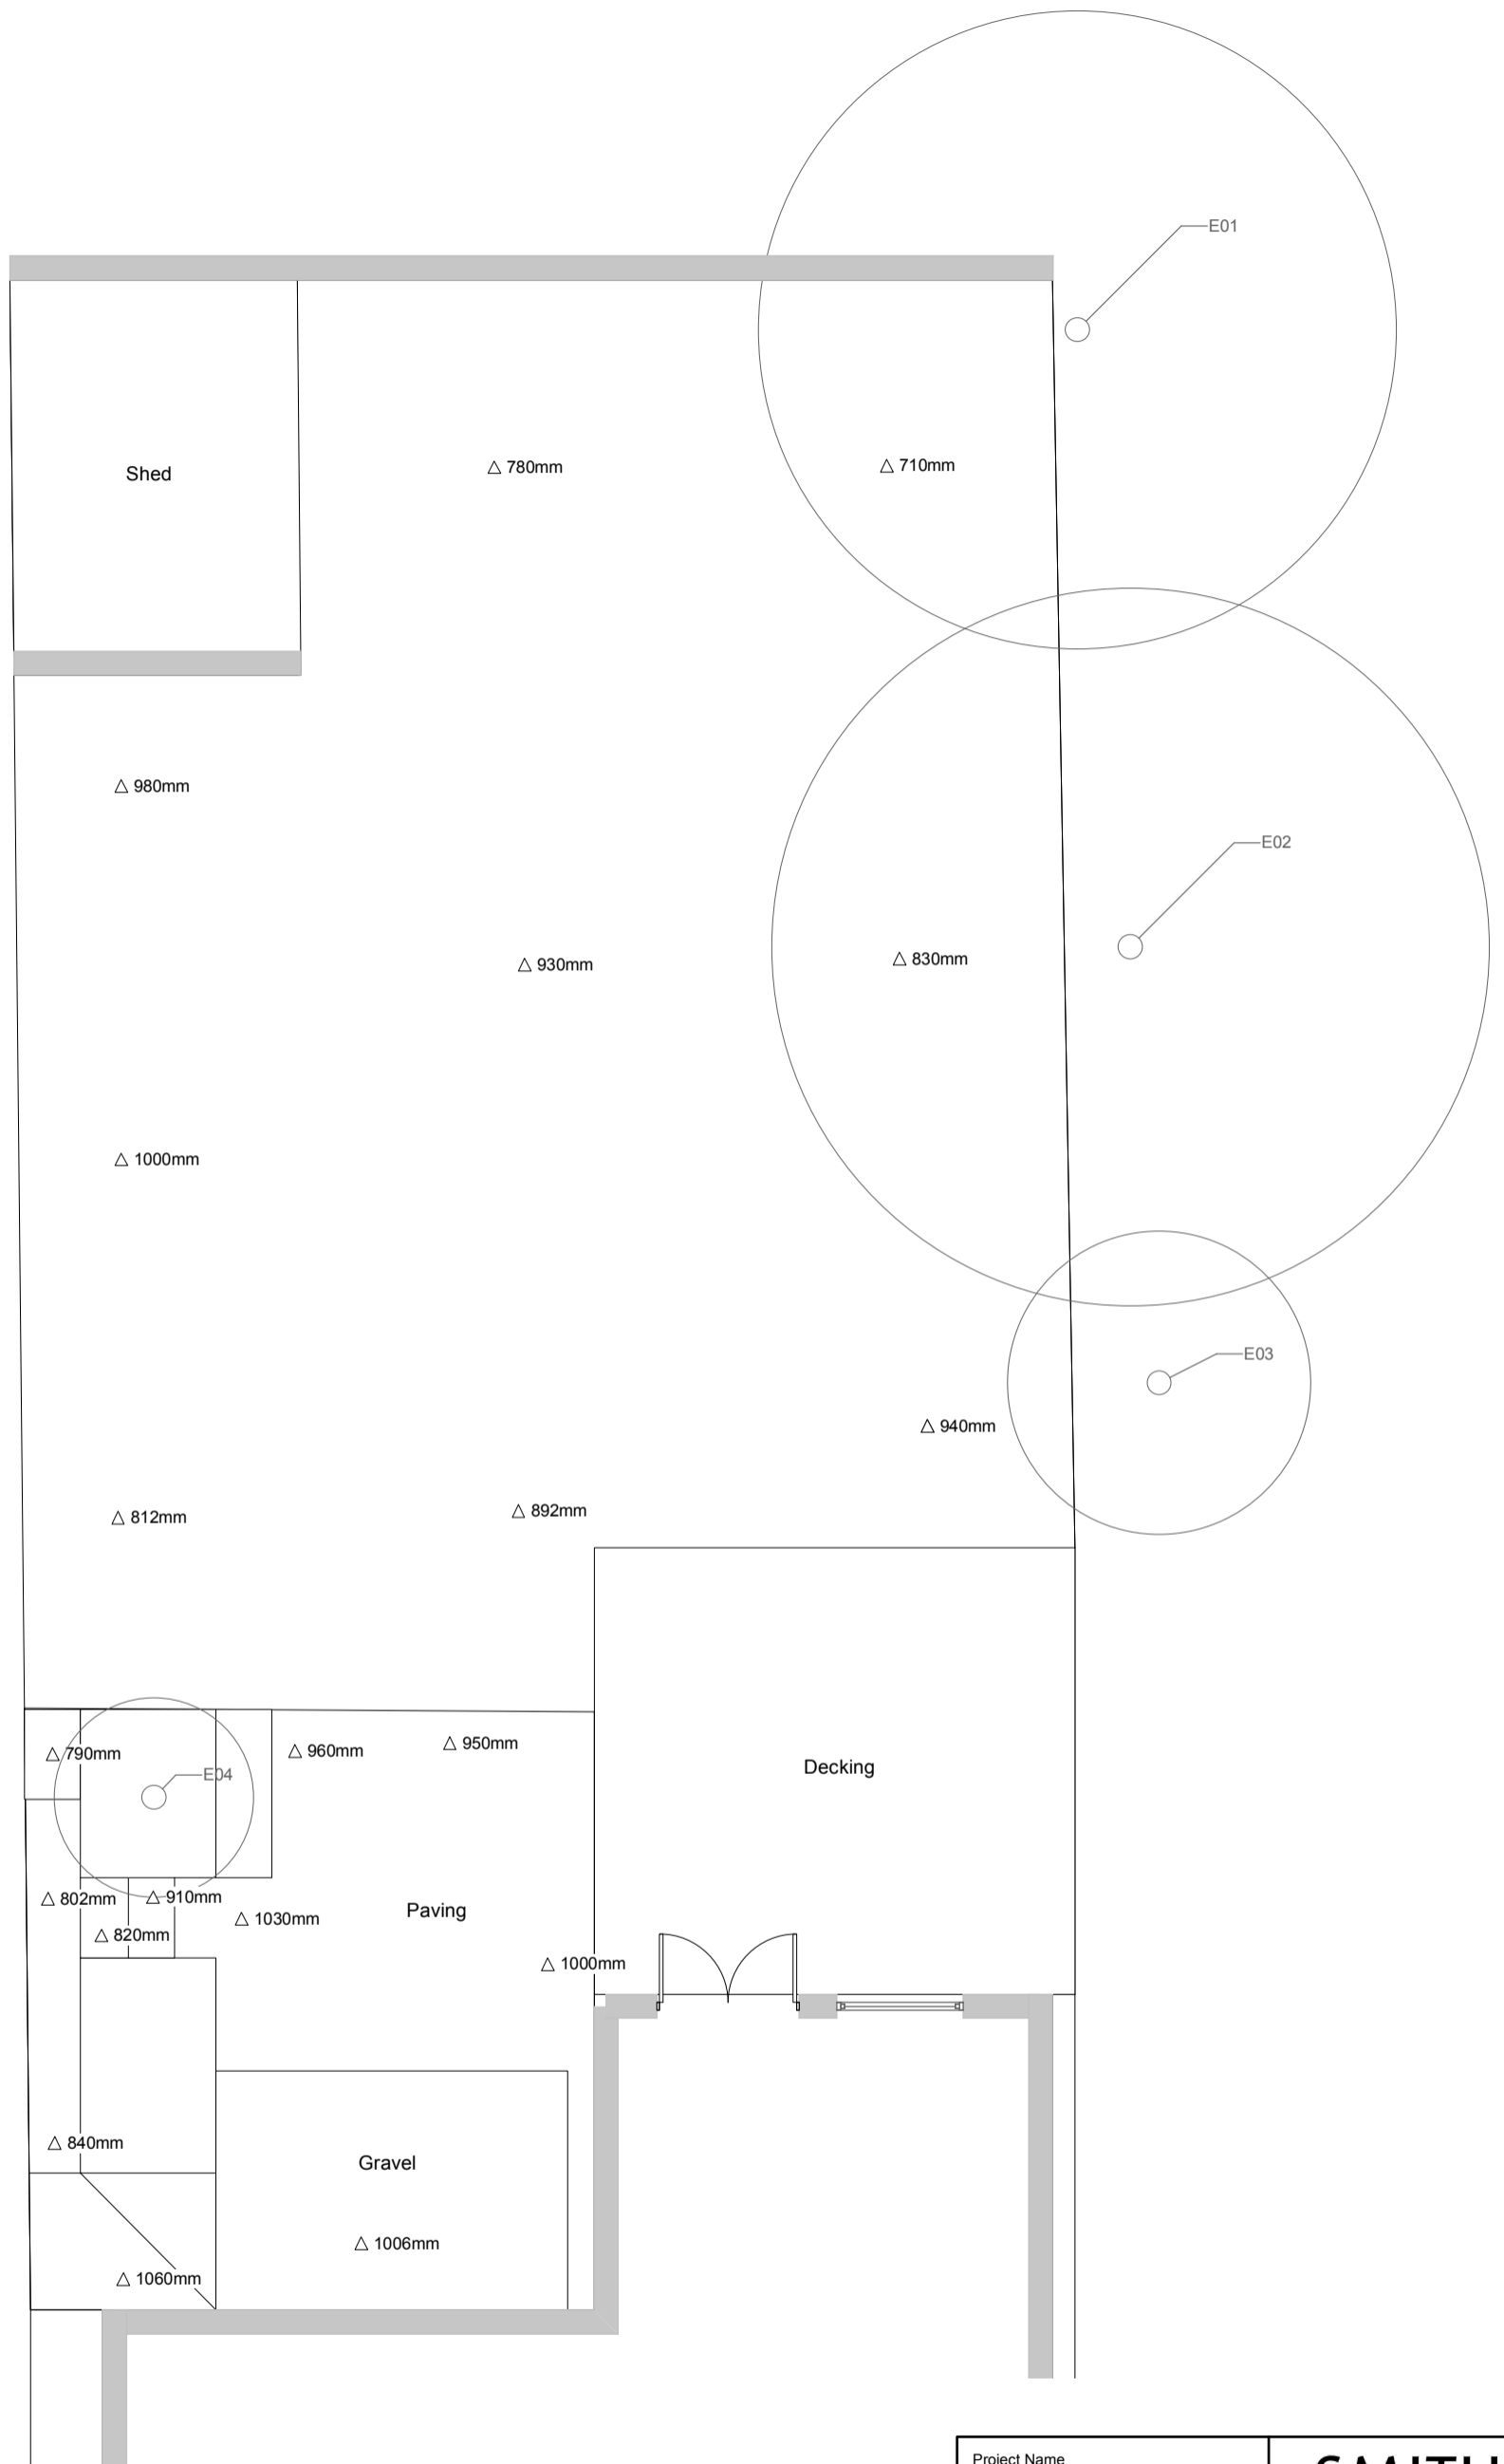 E01
Shed
△ 780mm
△ 710mm
△ 980mm
E02
△ 930mm
△ 830mm
△ 1000mm
E03
△ 940mm
△ 812mm
△ 892mm
△ 790mm
△ 960mm
△ 950mm
E04
Decking
△ 802mm
△ 910mm
△ 820mm
△ 1030mm
Paving
△ 1000mm
△ 840mm
Gravel
△ 1006mm
△ 1060mm
Project Name